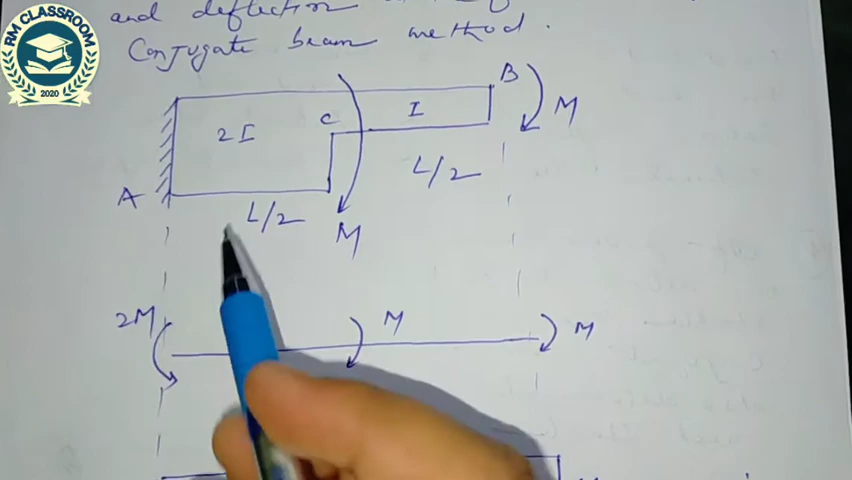 RM CLASSROOM
2020
and deflection
Conjugate beam method.
B
M
C
I
2I
A
L/2
L/2
M
2M
M
M